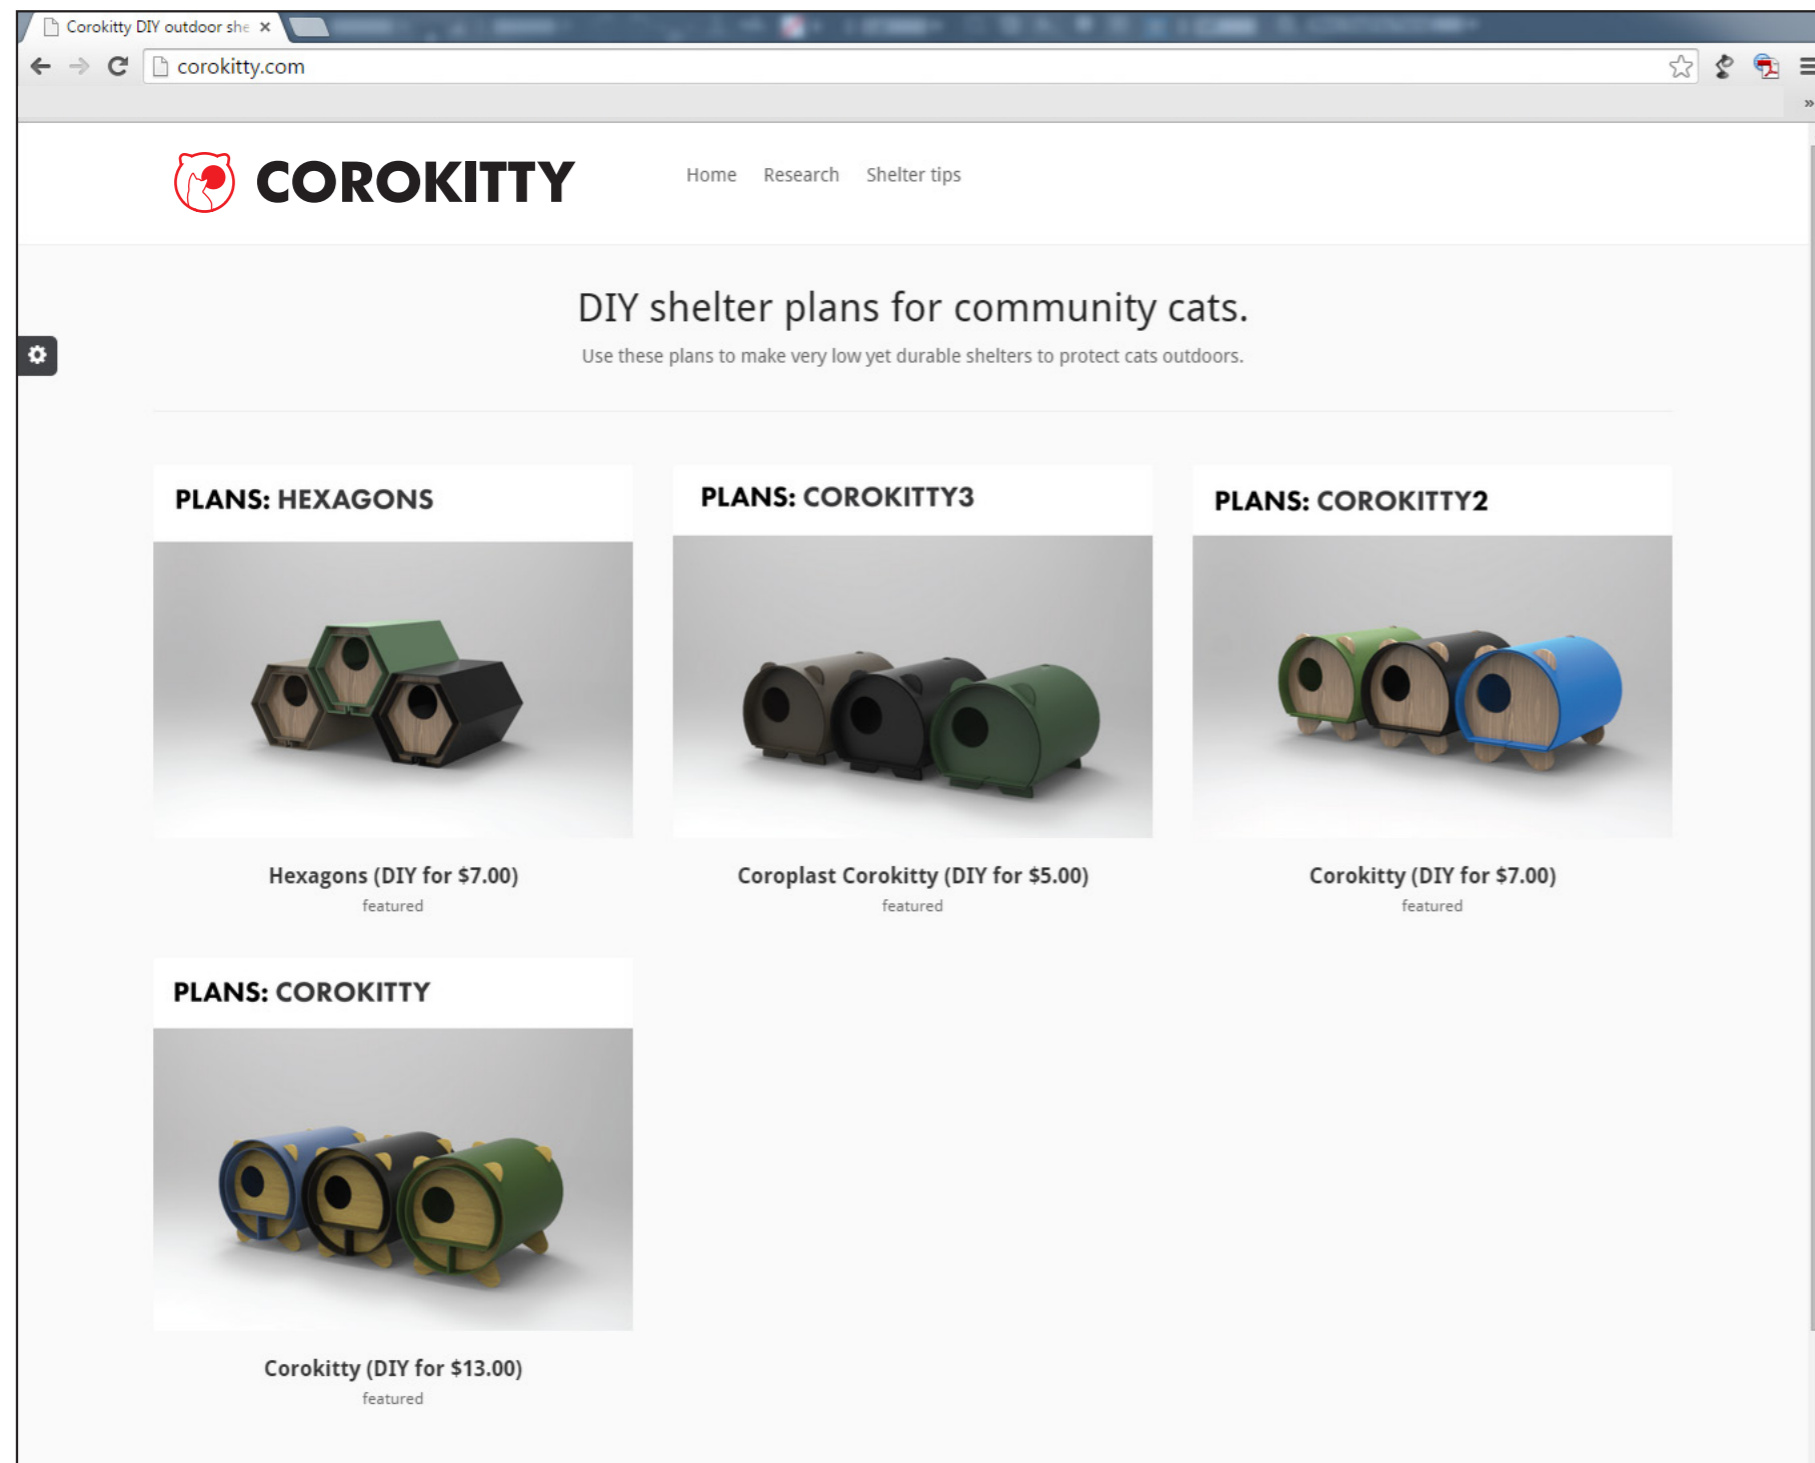 Corokitty DIY outdoor she
corokitty.com
COROKITTY
Home Research Shelter tips
DIY shelter plans for community cats.
Use these plans to make very low yet durable shelters to protect cats outdoors.
PLANS: HEXAGONS
PLANS: COROKITTY3
PLANS: COROKITTY2
Hexagons (DIY for $7.00)
featured
Coroplast Corokitty (DIY for $5.00)
featured
Corokitty (DIY for $7.00)
featured
PLANS: COROKITTY
Corokitty (DIY for $13.00)
featured